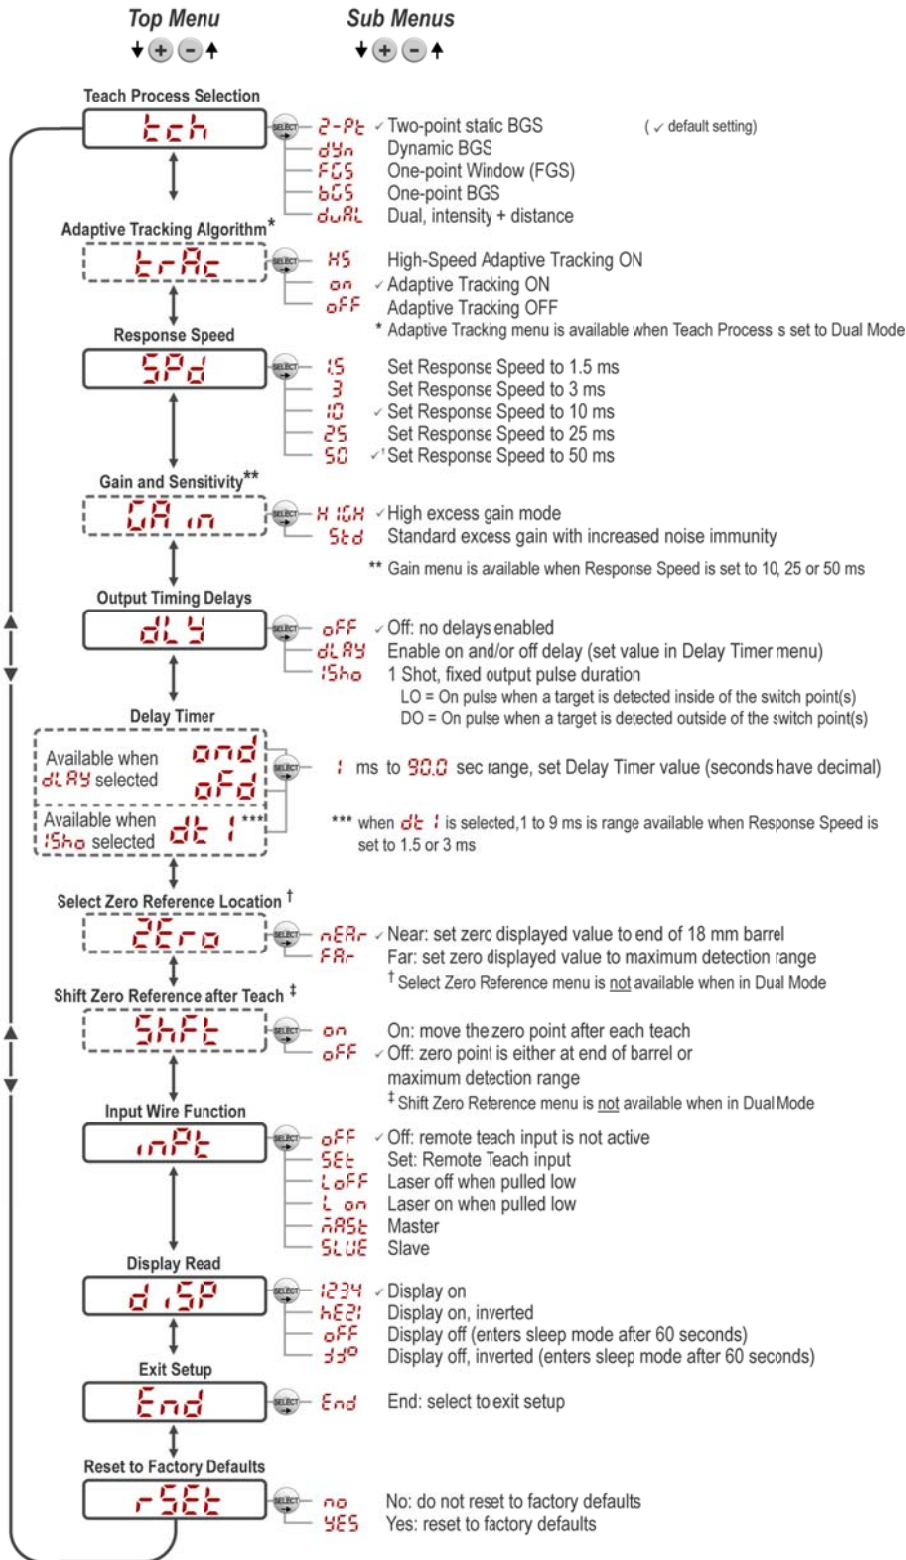 Top Menu Sub Menus
+ - + -
Teach Process Selection
tch SELECT 2-Pt ✓ Two-point static BGS ( ✓ default setting)
dYn Dynamic BGS
FGS One-point Window (FGS)
bGS One-point BGS
duAL Dual, intensity + distance
Adaptive Tracking Algorithm*
trAc SELECT HS High-Speed Adaptive Tracking ON
on ✓ Adaptive Tracking ON
oFF Adaptive Tracking OFF
* Adaptive Tracking menu is available when Teach Process s set to Dual Mode
Response Speed
SPd SELECT 1.5 Set Response Speed to 1.5 ms
3 Set Response Speed to 3 ms
10 ✓ Set Response Speed to 10 ms
25 Set Response Speed to 25 ms
50 ✓' Set Response Speed to 50 ms
Gain and Sensitivity**
GAin SELECT HIGH ✓ High excess gain mode
Std Standard excess gain with increased noise immunity
** Gain menu is available when Response Speed is set to 10, 25 or 50 ms
Output Timing Delays
dLY SELECT oFF ✓ Off: no delays enabled
dLAY Enable on and/or off delay (set value in Delay Timer menu)
1Sho 1 Shot, fixed output pulse duration
LO = On pulse when a target is detected inside of the switch point(s)
DO = On pulse when a target is detected outside of the switch point(s)
Delay Timer
Available when dLAY selected ond oFd SELECT 1 ms to 90.0 sec range, set Delay Timer value (seconds have decimal)
Available when 1Sho selected dt1 *** *** when dt1 is selected,1 to 9 ms is range available when Response Speed is
set to 1.5 or 3 ms
Select Zero Reference Location †
ZEro SELECT nEAr ✓ Near: set zero displayed value to end of 18 mm barrel
FAr Far: set zero displayed value to maximum detection range
† Select Zero Reference menu is not available when in Dual Mode
Shift Zero Reference after Teach ‡
ShFt SELECT on On: move the zero point after each teach
oFF ✓ Off: zero point is either at end of barrel or
maximum detection range
‡ Shift Zero Reference menu is not available when in Dual Mode
Input Wire Function
inPt SELECT oFF ✓ Off: remote teach input is not active
SEt Set: Remote Teach input
LoFF Laser off when pulled low
L on Laser on when pulled low
nASt Master
SLUE Slave
Display Read
diSP SELECT 1234 ✓ Display on
hEZ1 Display on, inverted
oFF Display off (enters sleep mode after 60 seconds)
Display off, inverted (enters sleep mode after 60 seconds)
Exit Setup
End SELECT End End: select to exit setup
Reset to Factory Defaults
rSEt SELECT no No: do not reset to factory defaults
YES Yes: reset to factory defaults